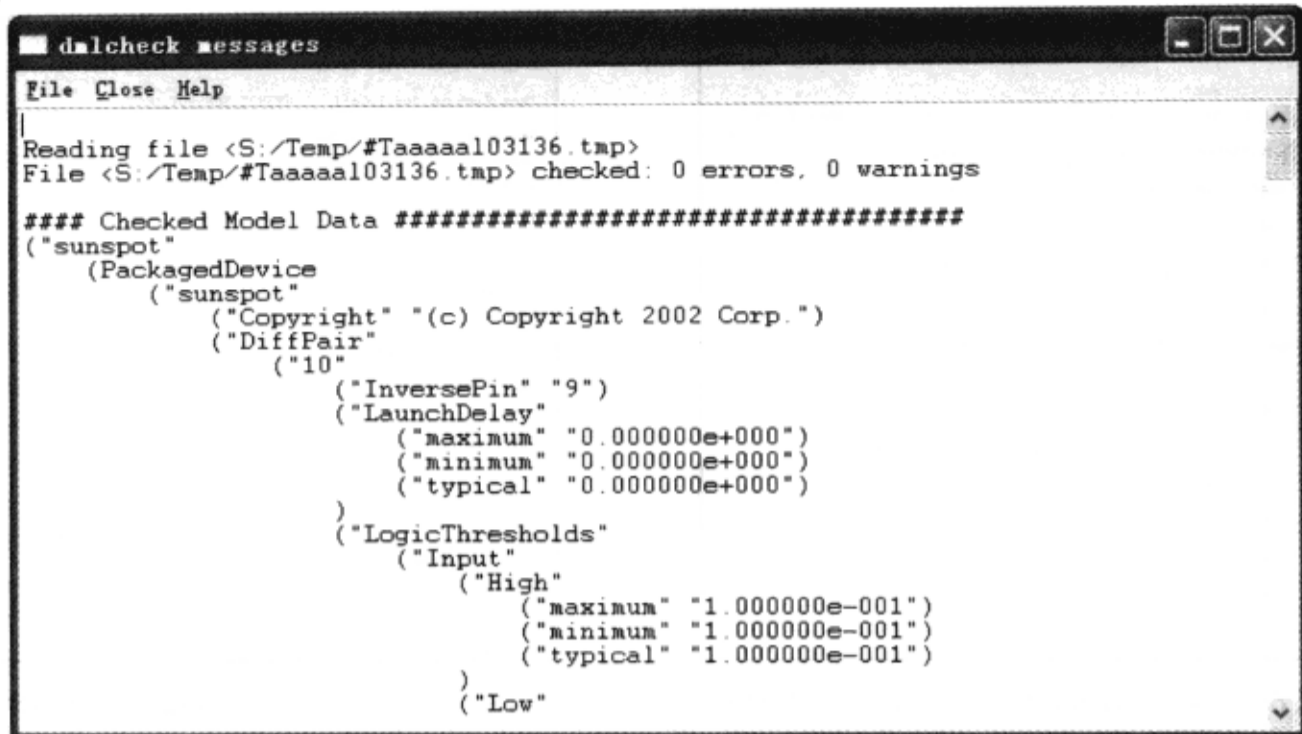 dmlcheck messages
File Close Help
Reading file <S:/Temp/#Taaaaal03136.tmp>
File <S:/Temp/#Taaaaal03136.tmp> checked: 0 errors, 0 warnings
#### Checked Model Data #####################################
("sunspot"
(PackagedDevice
("sunspot"
("Copyright" "(c) Copyright 2002 Corp.")
("DiffPair"
("10"
("InversePin" "9")
("LaunchDelay"
("maximum" "0.000000e+000")
("minimum" "0.000000e+000")
("typical" "0.000000e+000")
)
("LogicThresholds"
("Input"
("High"
("maximum" "1.000000e-001")
("minimum" "1.000000e-001")
("typical" "1.000000e-001")
)
("Low"